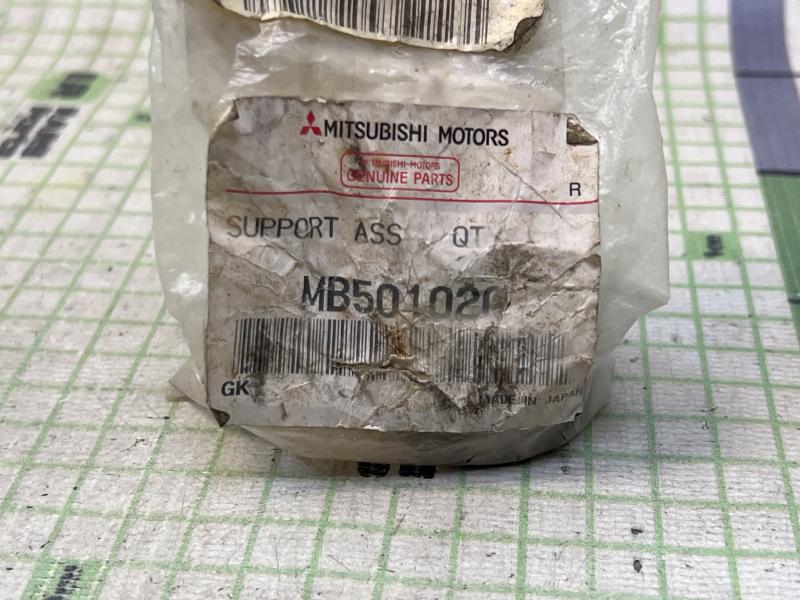 MITSUBISHI MOTORS
MITSUBISHI MOTORS
GENUINE PARTS
R
SUPPORT ASS QT
MB501020
GK
MADE IN JAPAN